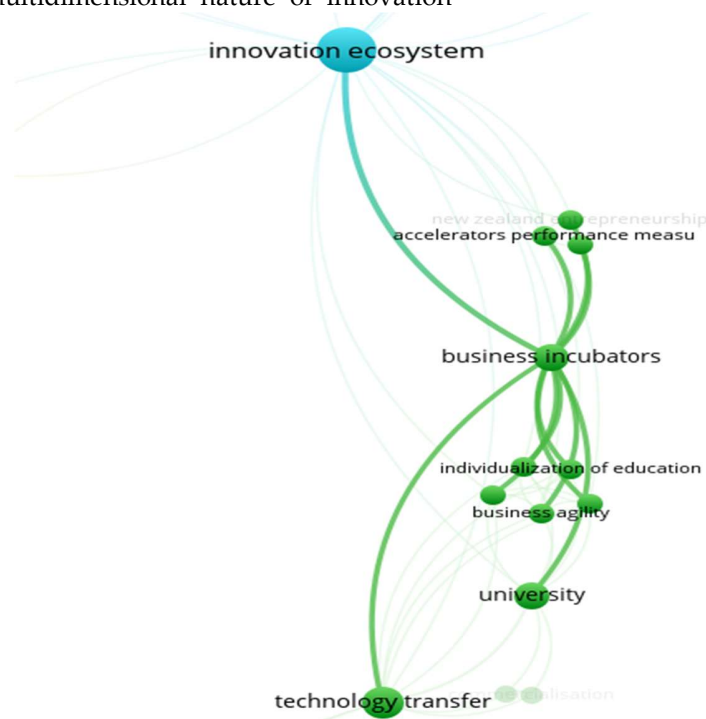 multidimensional nature of innovation
innovation ecosystem
new zealand entrepreneurship
accelerators performance measu
business incubators
individualization of education
business agility
university
commercialisation
technology transfer